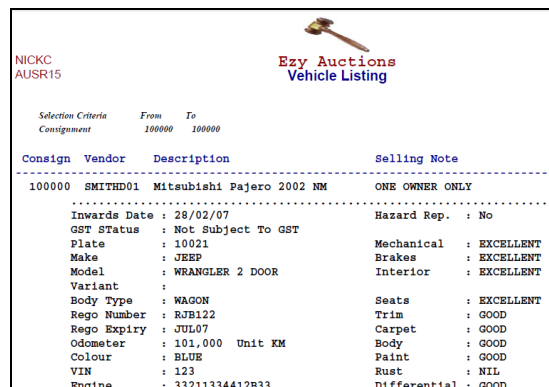 NICKC
AUSR15
Ezy Auctions
Vehicle Listing
Selection Criteria From To
Consignment 100000 100000
Consign Vendor Description Selling Note
100000 SMITHD01 Mitsubishi Pajero 2002 NM ONE OWNER ONLY
Inwards Date : 28/02/07 Hazard Rep. : No
GST STatus : Not Subject To GST
Plate : 10021 Mechanical : EXCELLENT
Make : JEEP Brakes : EXCELLENT
Model : WRANGLER 2 DOOR Interior : EXCELLENT
Variant :
Body Type : WAGON Seats : EXCELLENT
Rego Number : RJB122 Trim : GOOD
Rego Expiry : JUL07 Carpet : GOOD
Odometer : 101,000 Unit KM Body : GOOD
Colour : BLUE Paint : GOOD
VIN : 123 Rust : NIL
Engine : 33211334412B33 Differential : GOOD